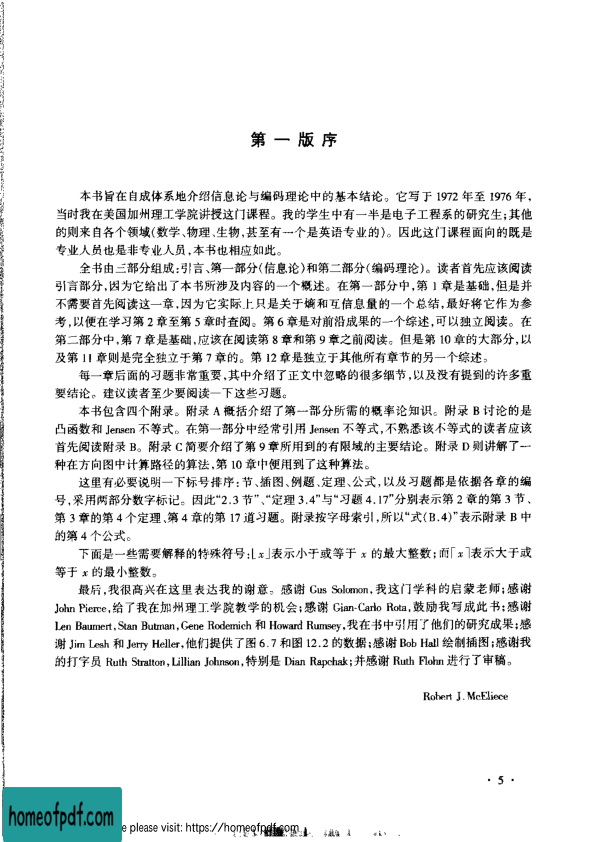 第一版序
本书旨在自成体系地介绍信息论与编码理论中的基本结论。它写于 1972 年至 1976 年,
当时我在美国加州理工学院讲授这门课程。我的学生中有一半是电子工程系的研究生;其他
的则来自各个领域(数学、物理、生物,甚至有一个是英语专业的)。因此这门课程面向的既是
专业人员也是非专业人员,本书也相应如此。
全书由三部分组成:引言、第一部分(信息论)和第二部分(编码理论)。读者首先应该阅读
引言部分,因为它给出了本书所涉及内容的一个概述。在第一部分中,第 1 章是基础,但是并
不需要首先阅读这一章,因为它实际上只是关于熵和互信息量的一个总结,最好将它作为参
考,以便在学习第 2 章至第 5 章时查阅。第 6 章是对前沿成果的一个综述,可以独立阅读。在
第二部分中,第 7 章是基础,应该在阅读第 8 章和第 9 章之前阅读。但是第 10 章的大部分,以
及第 11 章则是完全独立于第 7 章的。第 12 章是独立于其他所有章节的另一个综述。
每一章后面的习题非常重要,其中介绍了正文中忽略的很多细节,以及没有提到的许多重
要结论。建议读者至少要阅读一下这些习题。
本书包含四个附录。附录 A 概括介绍了第一部分所需的概率论知识。附录 B 讨论的是
凸函数和 Jensen 不等式。在第一部分中经常引用 Jensen 不等式,不熟悉该不等式的读者应该
首先阅读附录 B。附录 C 简要介绍了第 9 章所用到的有限域的主要结论。附录 D 则讲解了一
种在方向图中计算路径的算法,第 10 章中便用到了这种算法。
这里有必要说明一下标号排序:节、插图、例题、定理、公式,以及习题都是依据各章的编
号,采用两部分数字标记。因此“2.3 节”、“定理 3.4”与“习题 4.17”分别表示第 2 章的第 3 节、
第 3 章的第 4 个定理、第 4 章的第 17 道习题。附录按字母索引,所以“式(B.4)”表示附录 B 中
的第 4 个公式。
下面是一些需要解释的特殊符号:⌊x⌋表示小于或等于 x 的最大整数;而⌈x⌉表示大于或
等于 x 的最小整数。
最后,我很高兴在这里表达我的谢意。感谢 Gus Solomon,我这门学科的启蒙老师;感谢
John Pierce,给了我在加州理工学院教学的机会;感谢 Gian-Carlo Rota,鼓励我写成此书;感谢
Len Baumert, Stan Butman, Gene Rodemich 和 Howard Rumsey,我在书中引用了他们的研究成果;感
谢 Jim Lesh 和 Jerry Heller,他们提供了图 6.7 和图 12.2 的数据;感谢 Bob Hall 绘制插图;感谢我
的打字员 Ruth Stratton, Lillian Johnson,特别是 Dian Rapchak;并感谢 Ruth Flohn 进行了审稿。
Robert J. McEliece
· 5 ·
homeofpdf.com
e please visit: https://homeofpdf.com